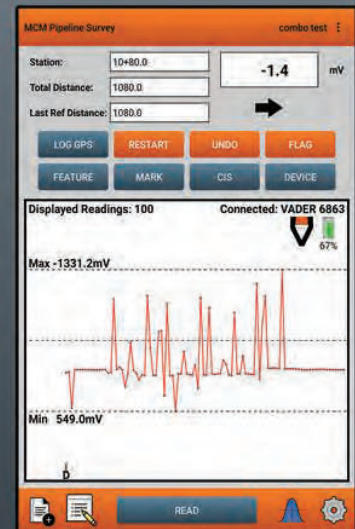 MCM Pipeline Survey combo test
Station: 10+80.0 -1.4 mV
Total Distance: 1080.0
Last Ref Distance: 1080.0
LOG GPS RESTART UNDO FLAG
FEATURE MARK CIS DEVICE
Displayed Readings: 100 Connected: VADER 6863
67%
Max -1331.2mV
Min 549.0mV
D
READ